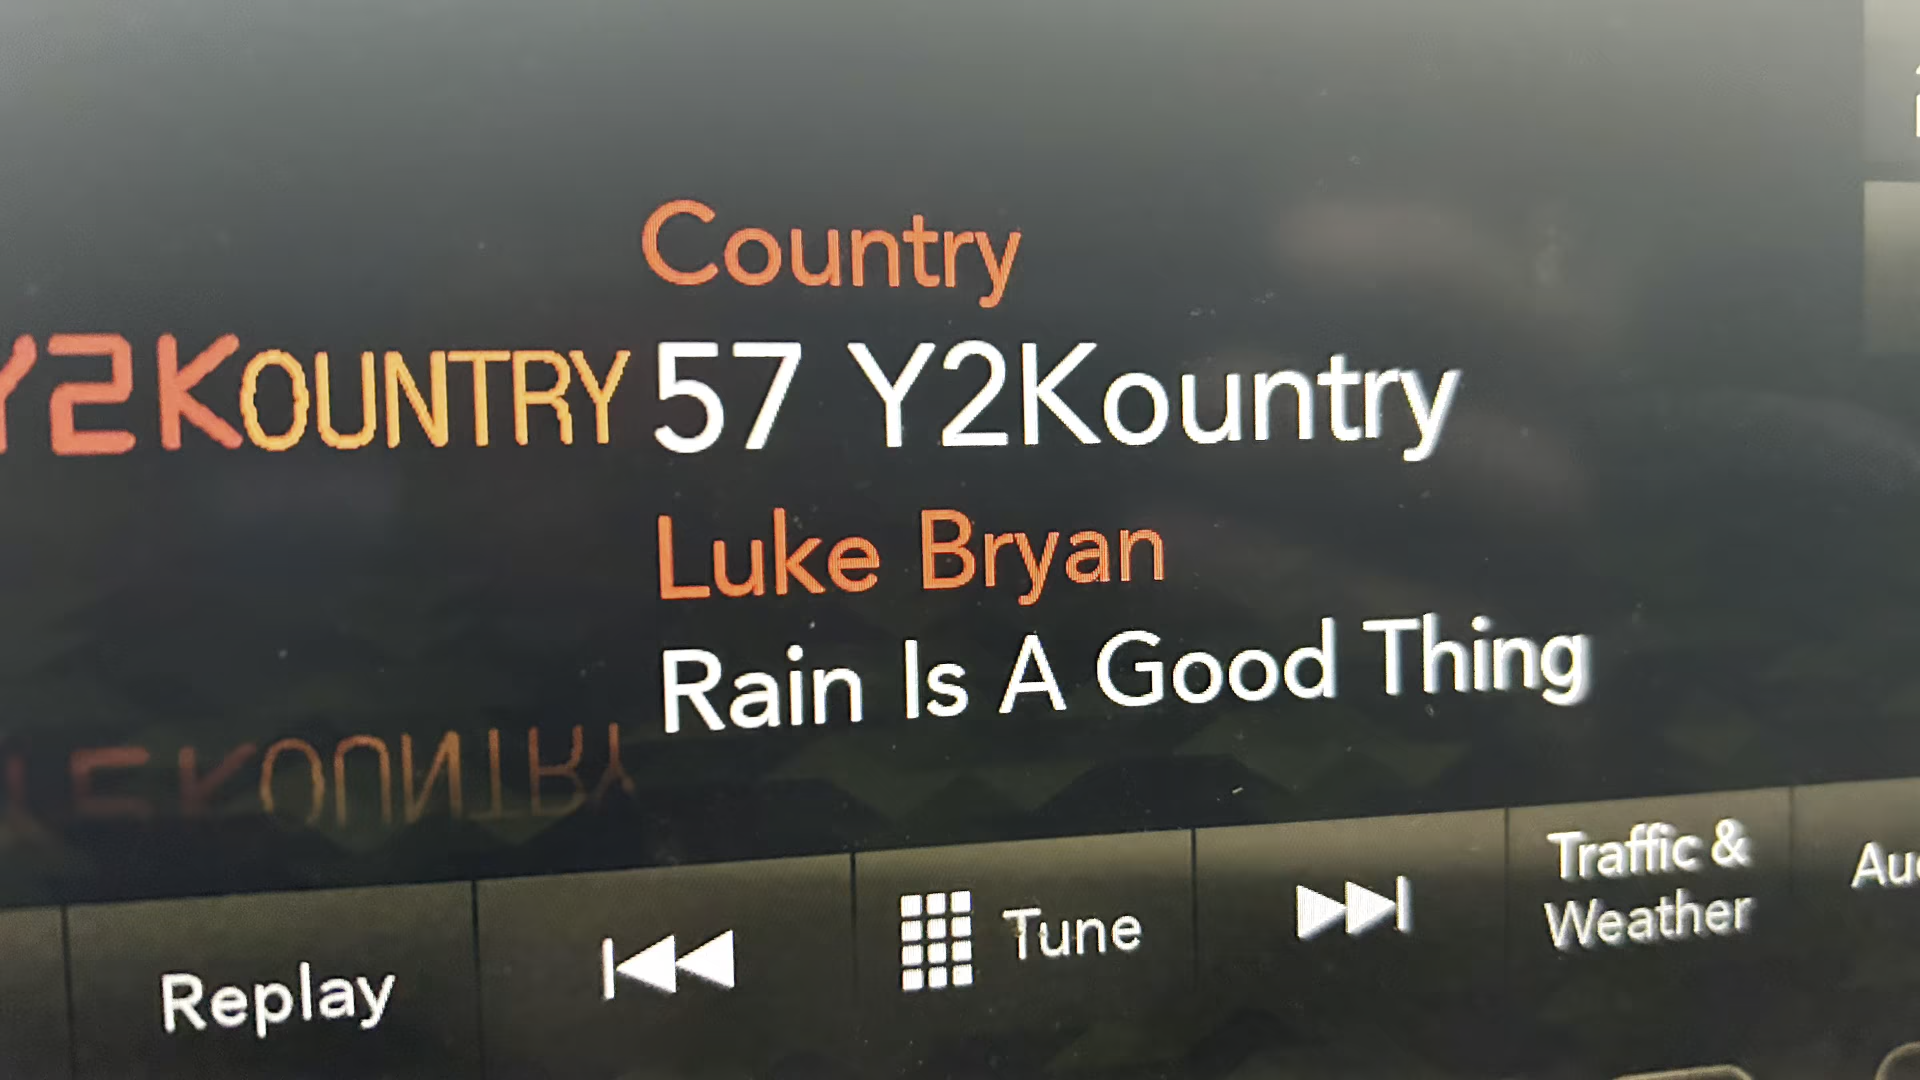 Country
Y2KOUNTRY
57 Y2Kountry
Luke Bryan
Rain Is A Good Thing
Replay
Tune
Traffic &
Weather